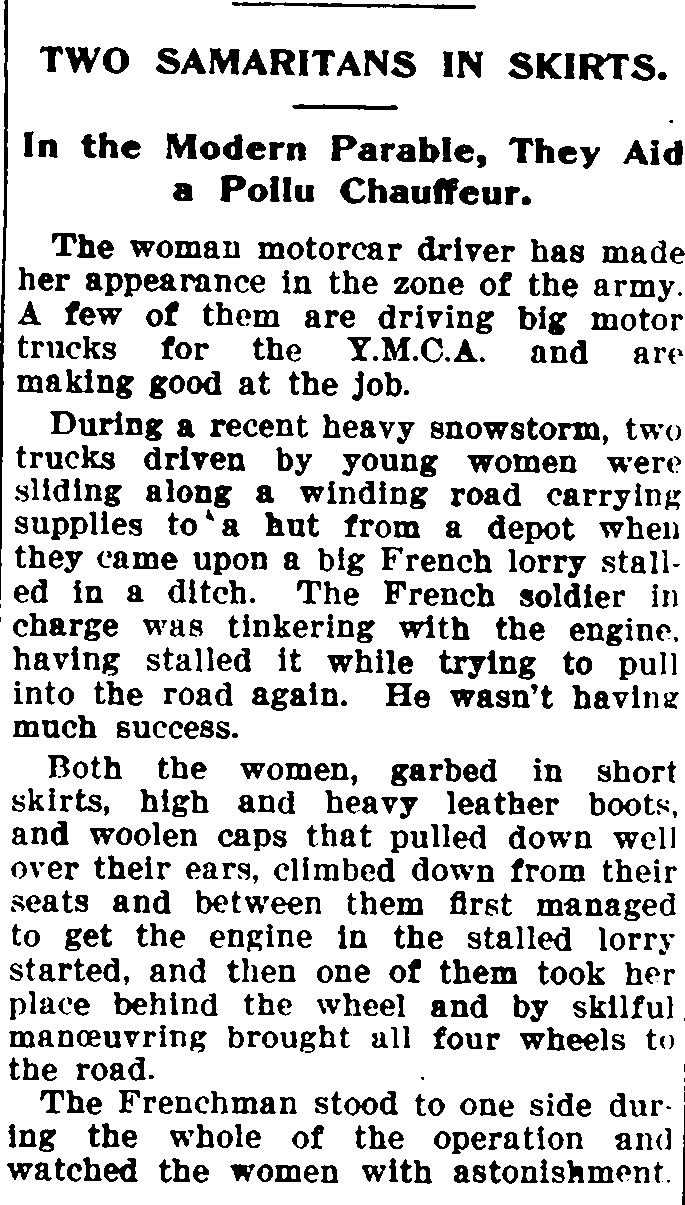 TWO SAMARITANS IN SKIRTS.
In the Modern Parable, They Aid
a Poilu Chauffeur.
The woman motorcar driver has made
her appearance in the zone of the army.
A few of them are driving big motor
trucks for the Y.M.C.A. and are
making good at the job.
During a recent heavy snowstorm, two
trucks driven by young women were
sliding along a winding road carrying
supplies to a hut from a depot when
they came upon a big French lorry stall-
ed in a ditch. The French soldier in
charge was tinkering with the engine,
having stalled it while trying to pull
into the road again. He wasn't having
much success.
Both the women, garbed in short
skirts, high and heavy leather boots,
and woolen caps that pulled down well
over their ears, climbed down from their
seats and between them first managed
to get the engine in the stalled lorry
started, and then one of them took her
place behind the wheel and by skilful
manœuvring brought all four wheels to
the road.
The Frenchman stood to one side dur-
ing the whole of the operation and
watched the women with astonishment.